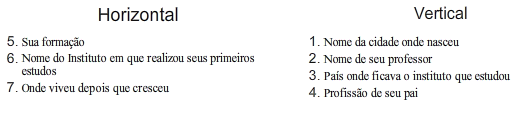 Horizontal
5. Sua formação
6. Nome do Instituto em que realizou seus primeiros
estudos
7. Onde viveu depois que cresceu
Vertical
1. Nome da cidade onde nasceu
2. Nome de seu professor
3. País onde ficava o instituto que estudou
4. Profissão de seu pai